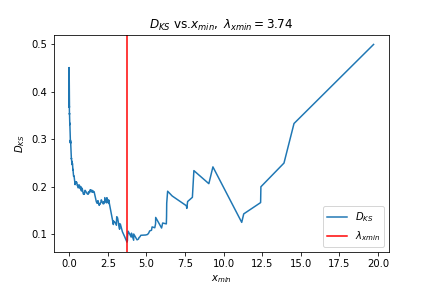 D_KS vs.x_min, λ_xmin = 3.74
0.5
0.4
0.3
0.2
0.1
D_KS
0.0 2.5 5.0 7.5 10.0 12.5 15.0 17.5 20.0
x_min
D_KS
λ_xmin